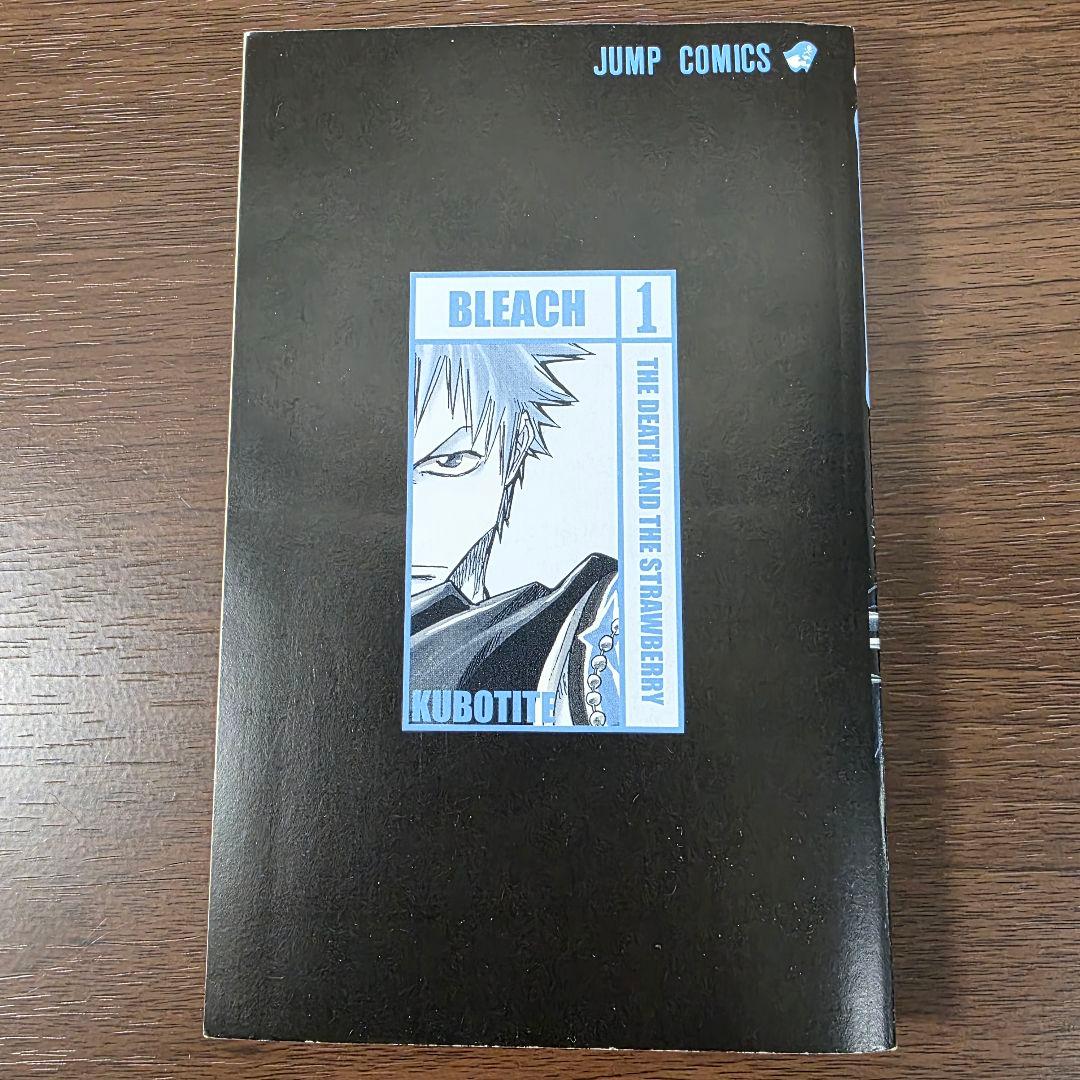 JUMP COMICS
BLEACH
1
THE DEATH AND THE STRAWBERRY
KUBOTITE